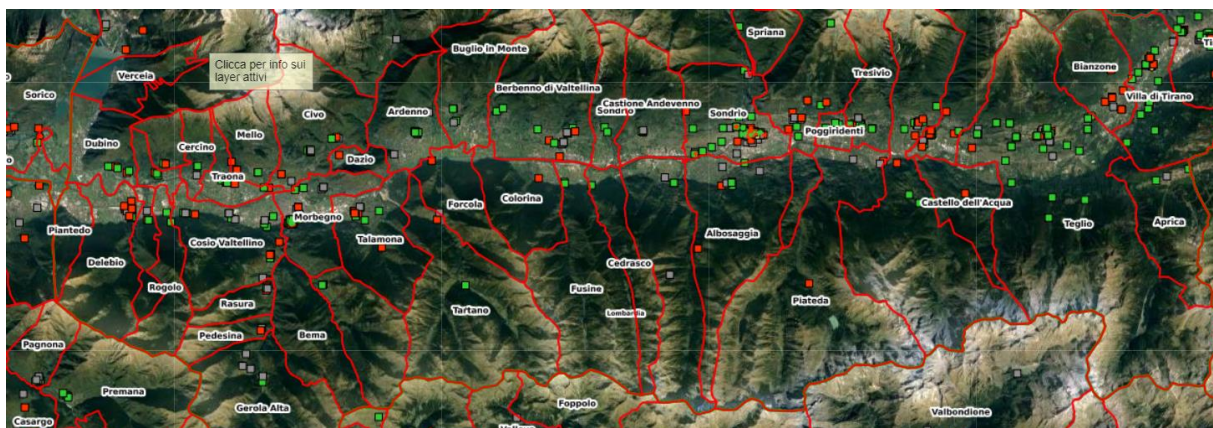 Spriana
Buglio in Monte
Clicca per info sui
layer attivi
Verceia
Tresivio
Bianzone
Sorico
Berbenno di Valtellina
Villa di Tirano
Castione Andevenno
Civo
Ardenno
Sondrio
Sondrio
Mello
Poggiridenti
Dubino
Cercino
Dazio
Traona
Colorina
Forcola
Castello dell'Acqua
Morbegno
Teglio
Aprica
Piantedo
Albosaggia
Cosio Valtellino
Talamona
Delebio
Cedrasco
Rogolo
Fusine
Rasura
Piateda
Tartano
Lombardia
Pedesina
Bema
Pagnona
Premana
Foppolo
Gerola Alta
Valbondione
Casargo